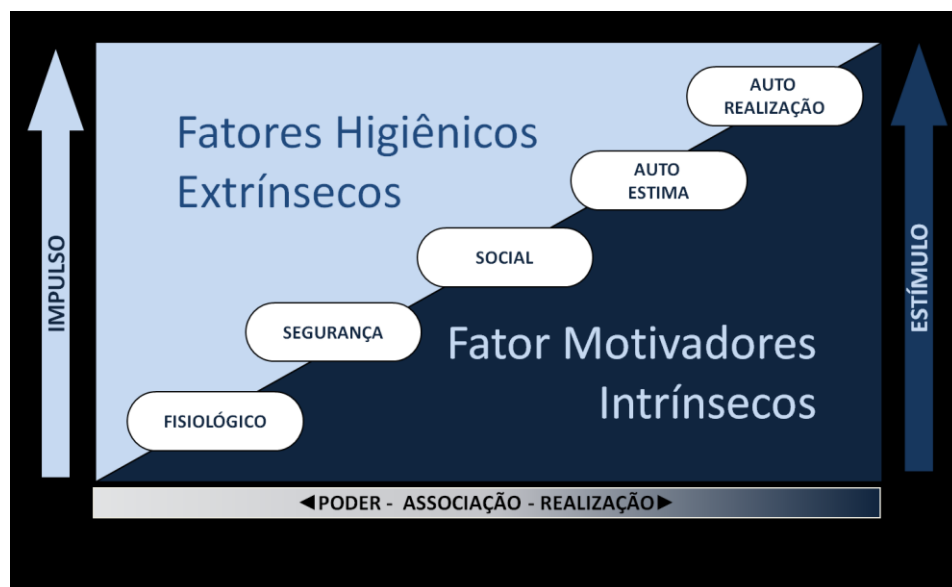 AUTO
REALIZAÇÃO
Fatores Higiênicos
Extrínsecos
AUTO
ESTIMA
IMPULSO
SOCIAL
ESTÍMULO
SEGURANÇA
Fator Motivadores
Intrínsecos
FISIOLÓGICO
◄PODER - ASSOCIAÇÃO - REALIZAÇÃO►